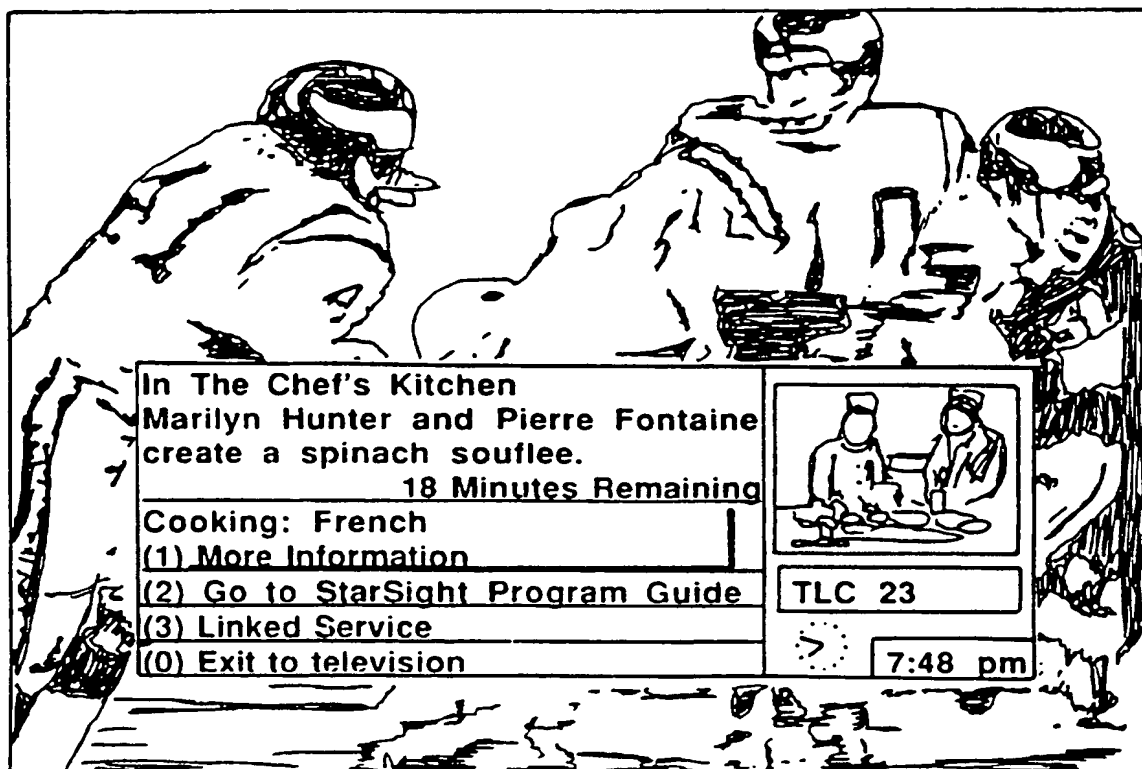 In The Chef's Kitchen
Marilyn Hunter and Pierre Fontaine
create a spinach souflee.
18 Minutes Remaining
Cooking: French
(1) More Information
(2) Go to StarSight Program Guide
(3) Linked Service
(0) Exit to television
TLC 23
7:48 pm